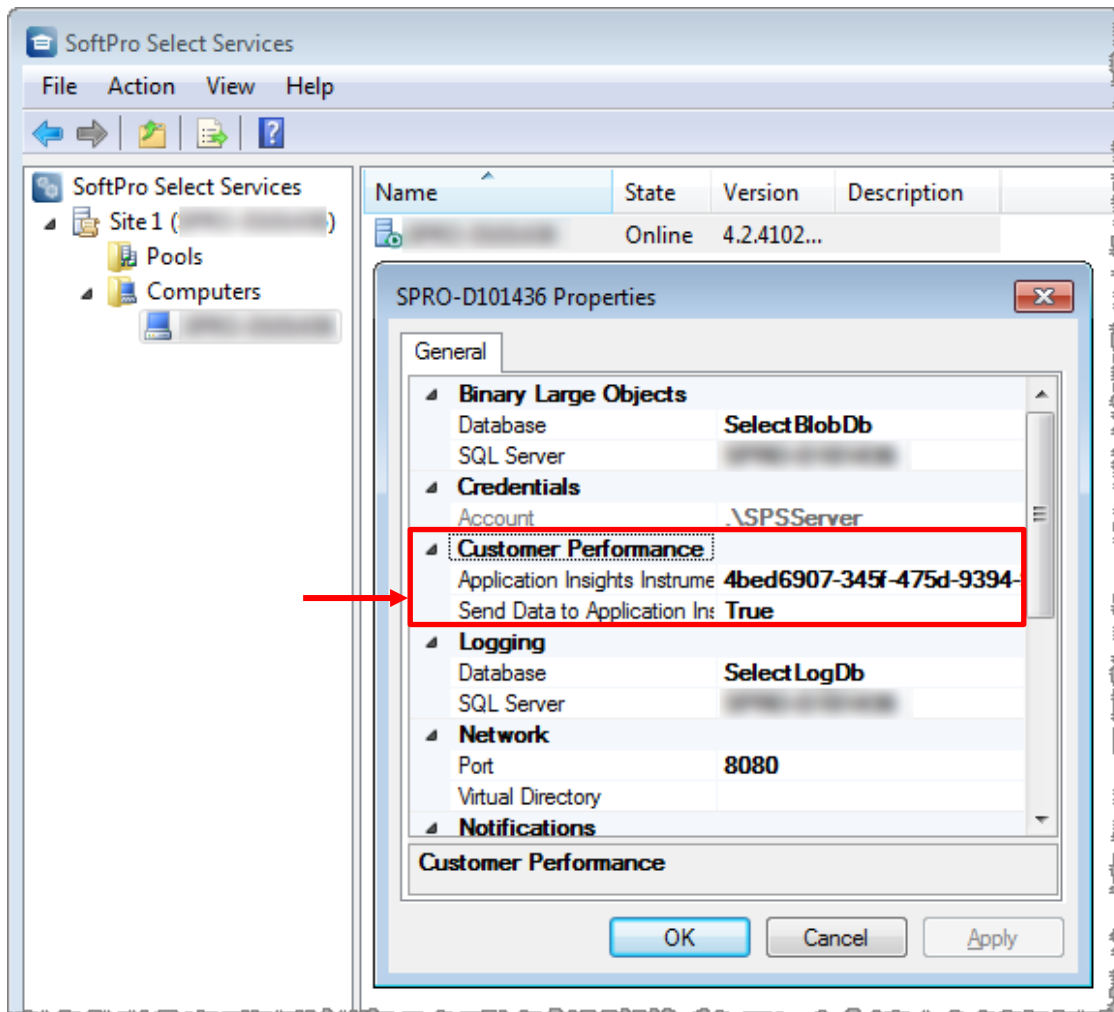 SoftPro Select Services
File Action View Help
SoftPro Select Services
Site1 ( )
Pools
Computers
Name State Version Description
Online 4.2.4102...
SPRO-D101436 Properties
General
Binary Large Objects
Database SelectBlobDb
SQL Server
Credentials
Account .\SPSServer
Customer Performance
Application Insights Instrume 4bed6907-345f-475d-9394-
Send Data to Application Ins True
Logging
Database SelectLogDb
SQL Server
Network
Port 8080
Virtual Directory
Notifications
Customer Performance
OK Cancel Apply